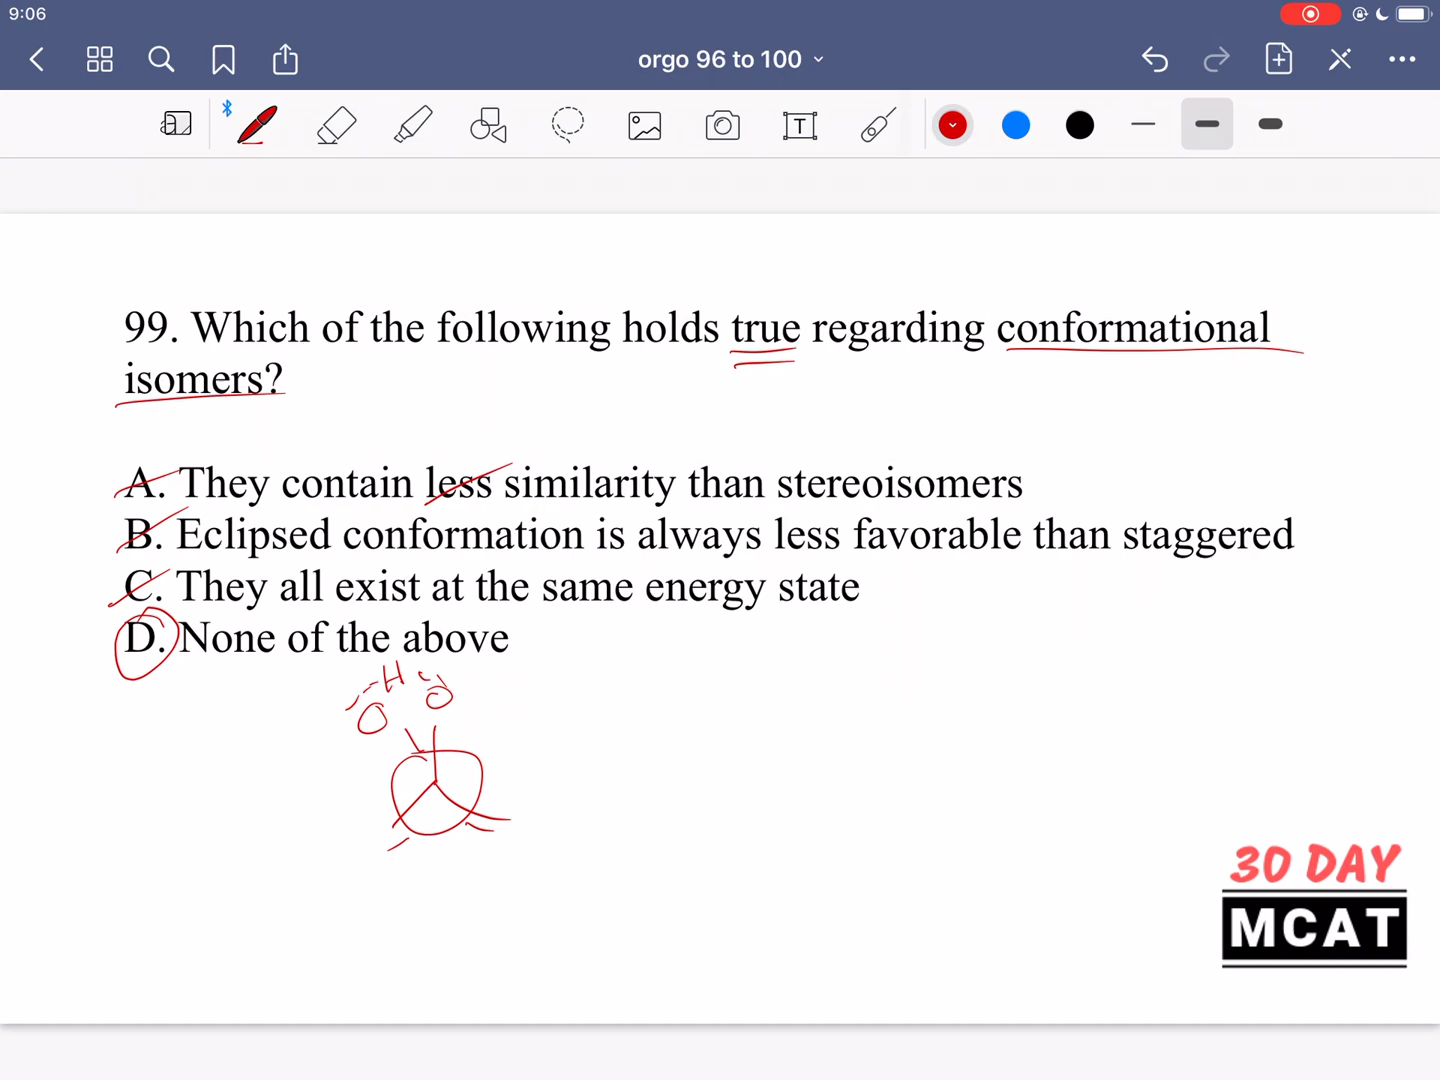 9:06
orgo 96 to 100
T
99. Which of the following holds true regarding conformational
isomers?
A. They contain less similarity than stereoisomers
B. Eclipsed conformation is always less favorable than staggered
C. They all exist at the same energy state
D. None of the above
H
O O
30 DAY
MCAT